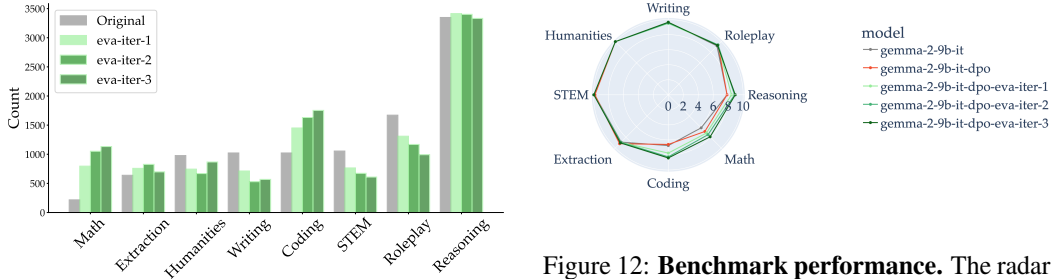 3500
3000
2500
2000
1500
1000
500
0
Count
Original
eva-iter-1
eva-iter-2
eva-iter-3
Math
Extraction
Humanities
Writing
Coding
STEM
Roleplay
Reasoning
Writing
Humanities
Roleplay
STEM
0 2 4 6 8 10
Reasoning
Extraction
Math
Coding
model
gemma-2-9b-it
gemma-2-9b-it-dpo
gemma-2-9b-it-dpo-eva-iter-1
gemma-2-9b-it-dpo-eva-iter-2
gemma-2-9b-it-dpo-eva-iter-3
Figure 12: Benchmark performance. The radar